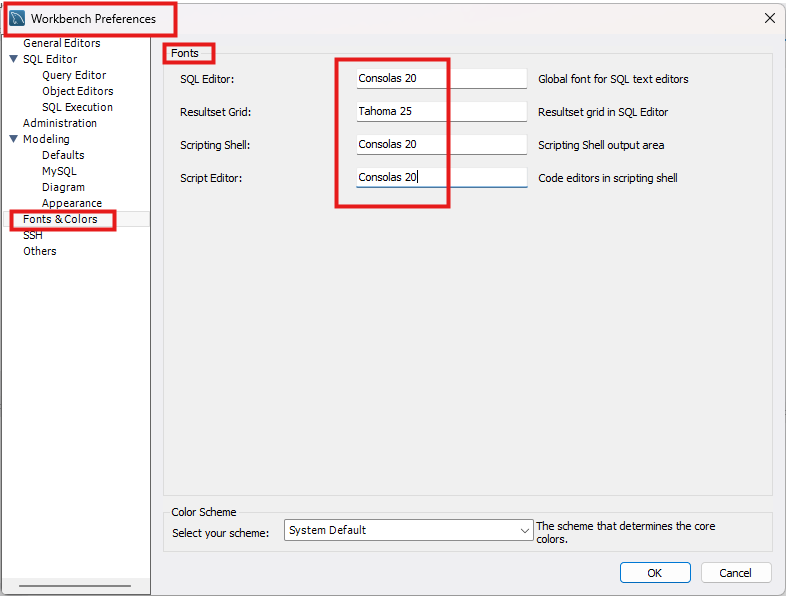 Workbench Preferences
General Editors
SQL Editor
Query Editor
Object Editors
SQL Execution
Administration
Modeling
Defaults
MySQL
Diagram
Appearance
Fonts & Colors
SSH
Others
Fonts
SQL Editor: Consolas 20 Global font for SQL text editors
Resultset Grid: Tahoma 25 Resultset grid in SQL Editor
Scripting Shell: Consolas 20 Scripting Shell output area
Script Editor: Consolas 20 Code editors in scripting shell
Color Scheme
Select your scheme: System Default The scheme that determines the core
colors.
OK Cancel